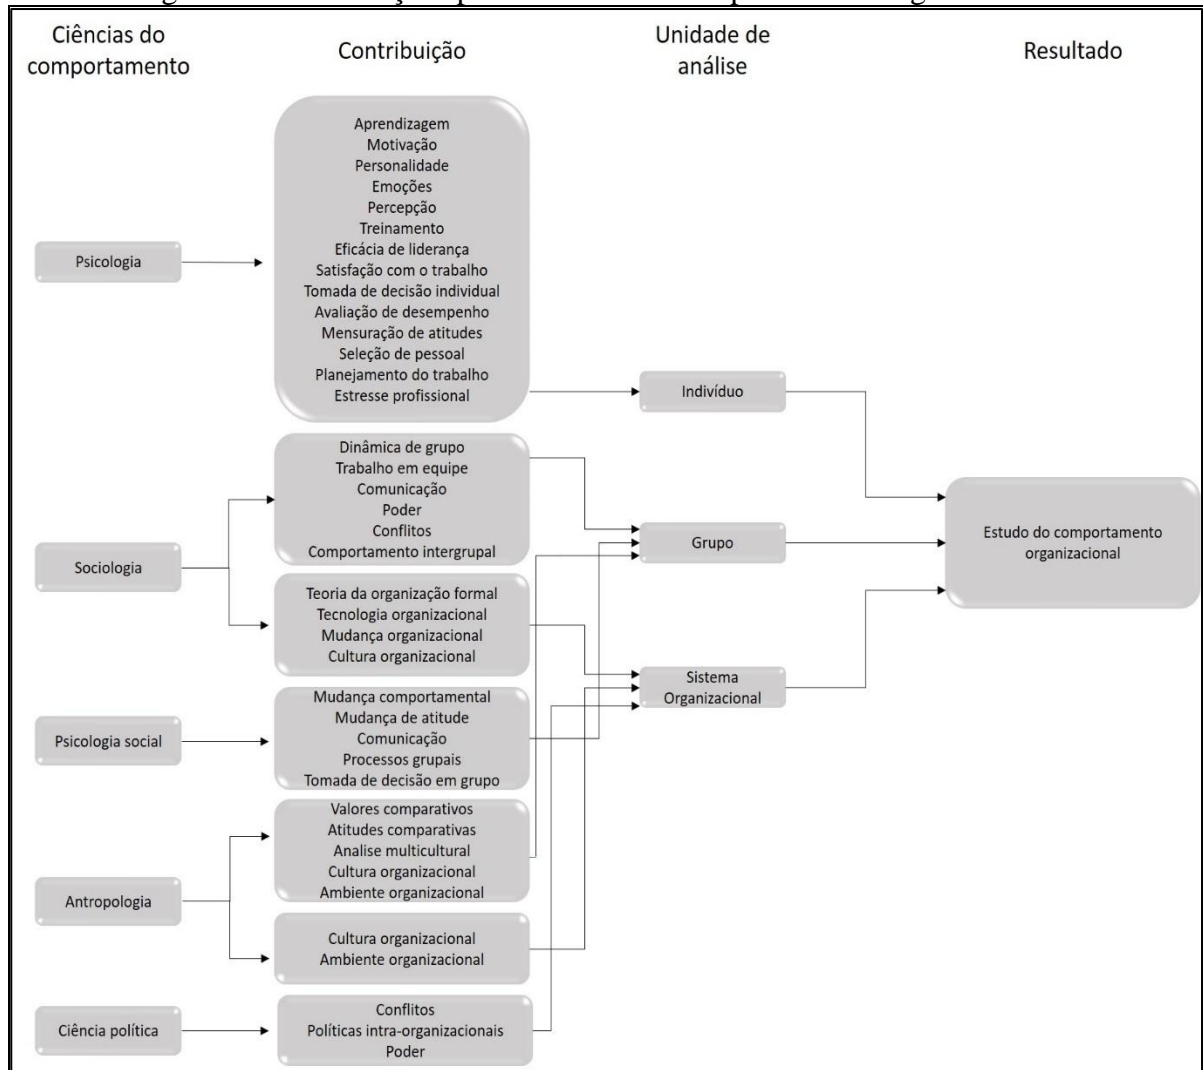 Ciências do
comportamento
Contribuição
Unidade de
análise
Resultado
Psicologia
Aprendizagem
Motivação
Personalidade
Emoções
Percepção
Treinamento
Eficácia de liderança
Satisfação com o trabalho
Tomada de decisão individual
Avaliação de desempenho
Mensuração de atitudes
Seleção de pessoal
Planejamento do trabalho
Estresse profissional
Indivíduo
Sociologia
Dinâmica de grupo
Trabalho em equipe
Comunicação
Poder
Conflitos
Comportamento intergrupal
Grupo
Estudo do comportamento
organizacional
Teoria da organização formal
Tecnologia organizacional
Mudança organizacional
Cultura organizacional
Sistema
Organizacional
Psicologia social
Mudança comportamental
Mudança de atitude
Comunicação
Processos grupais
Tomada de decisão em grupo
Antropologia
Valores comparativos
Atitudes comparativas
Analise multicultural
Cultura organizacional
Ambiente organizacional
Cultura organizacional
Ambiente organizacional
Ciência política
Conflitos
Políticas intra-organizacionais
Poder